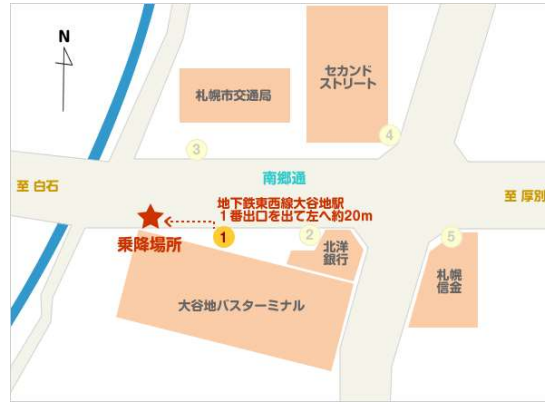 N
セカンド
ストリート
札幌市交通局
4
3
南郷通
至 白石
至 厚別
地下鉄東西線大谷地駅
1番出口を出て左へ約20m
乗降場所
1
2
5
北洋
銀行
札幌
信金
大谷地バスターミナル